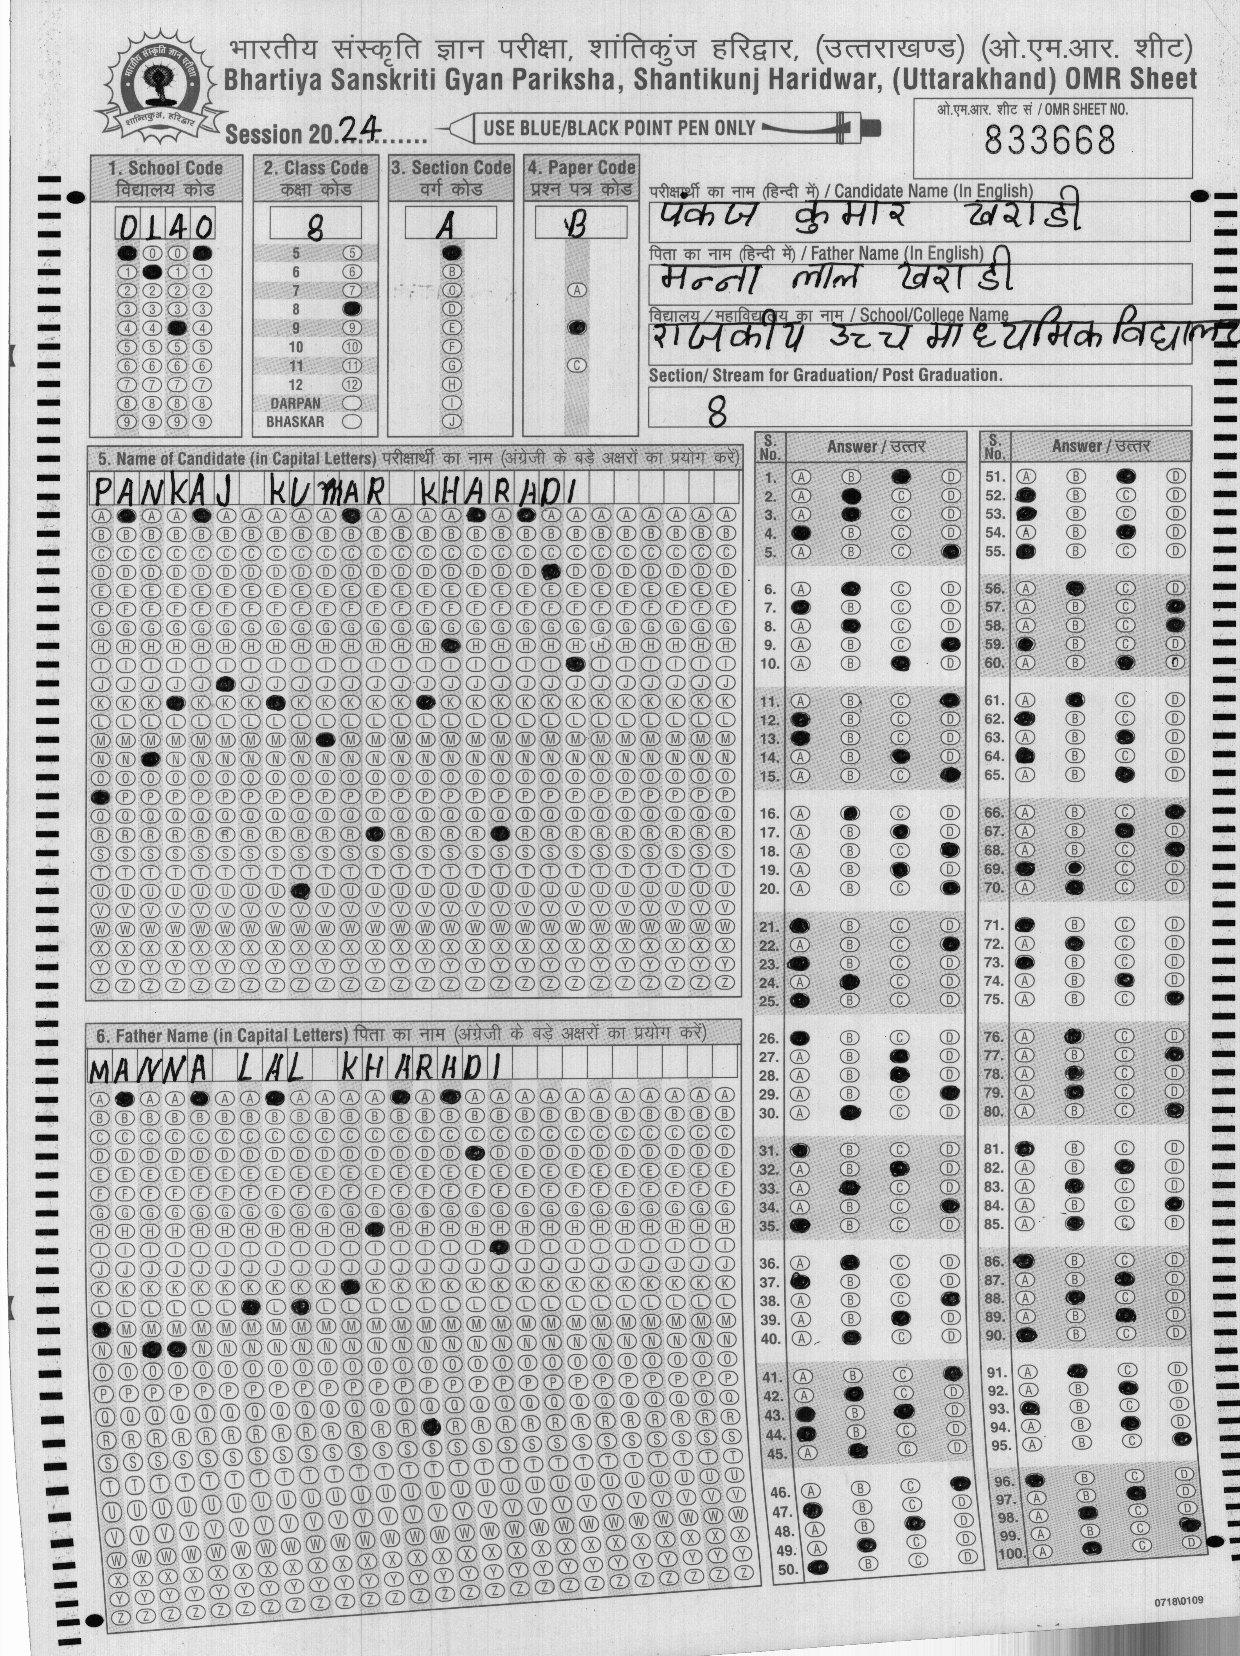 भारतीय संस्कृति ज्ञान परीक्षा, शांतिकुंज हरिद्वार, (उत्तराखण्ड) (ओ.एम.आर. शीट)
Bhartiya Sanskriti Gyan Pariksha, Shantikunj Haridwar, (Uttarakhand) OMR Sheet
Session 2024
USE BLUE/BLACK POINT PEN ONLY
ओ.एम.आर. शीट सं / OMR SHEET NO.
833668
1. School Code
विद्यालय कोड
0140
2. Class Code
कक्षा कोड
8
5
6
7
8
9
10
11
12
DARPAN
BHASKAR
3. Section Code
वर्ग कोड
A
4. Paper Code
प्रश्न पत्र कोड
B
परीक्षार्थी का नाम (हिन्दी में) / Candidate Name (In English)
पंकज कुमार खराडी
पिता का नाम (हिन्दी में) / Father Name (In English)
मन्ना लाल खराडी
विद्यालय / महाविद्यालय का नाम / School/College Name
राजकीय उच्च माध्यमिक विद्यालय
Section/ Stream for Graduation/ Post Graduation.
8
5. Name of Candidate (in Capital Letters) परीक्षार्थी का नाम (अंग्रेजी के बड़े अक्षरों का प्रयोग करें)
PANKAJ KUMAR KHARADI
6. Father Name (in Capital Letters) पिता का नाम (अंग्रेजी के बड़े अक्षरों का प्रयोग करें)
MANNA LAL KHARADI
S. No. Answer / उत्तर
S. No. Answer / उत्तर
0718\0109